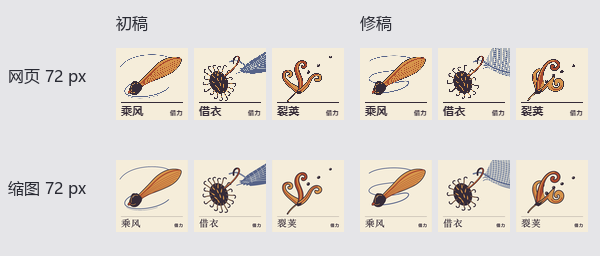 初稿 修稿
网页 72 px
乘风 借力 借衣 借力 裂荚 借力 乘风 借力 借衣 借力 裂荚 借力
缩图 72 px
乘风 借力 借衣 借力 裂荚 借力 乘风 借力 借衣 借力 裂荚 借力